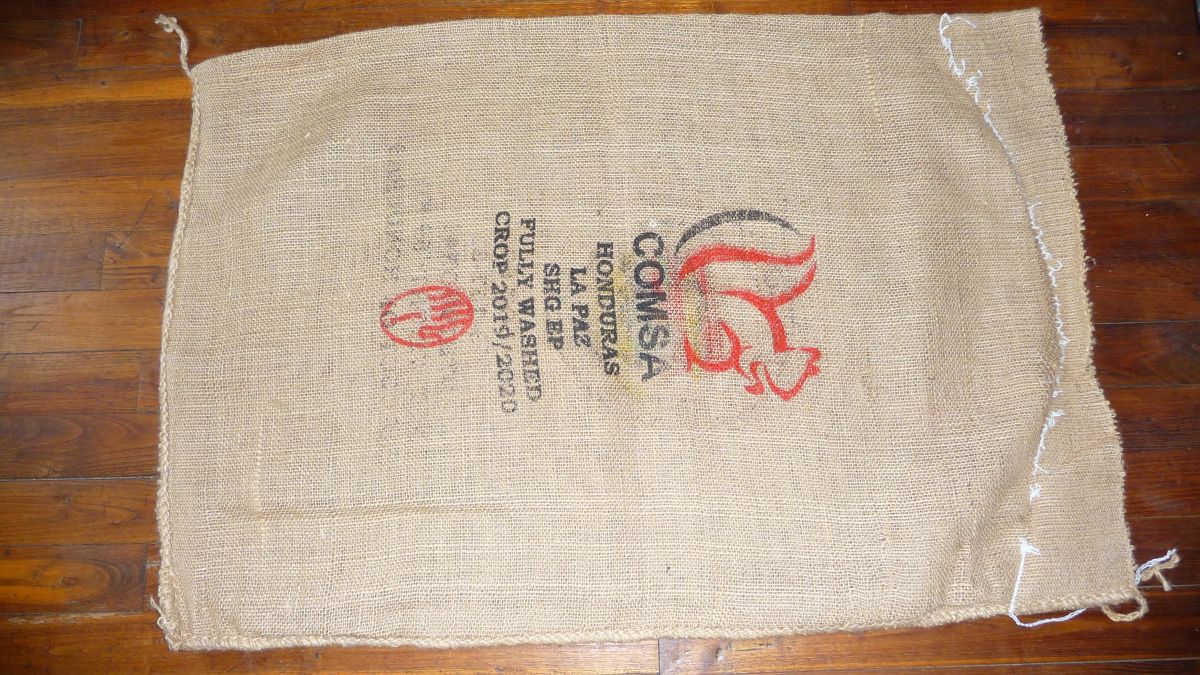 COMSA
HONDURAS
LA PAZ
SHG EP
FULLY WASHED
CROP 2019/2020